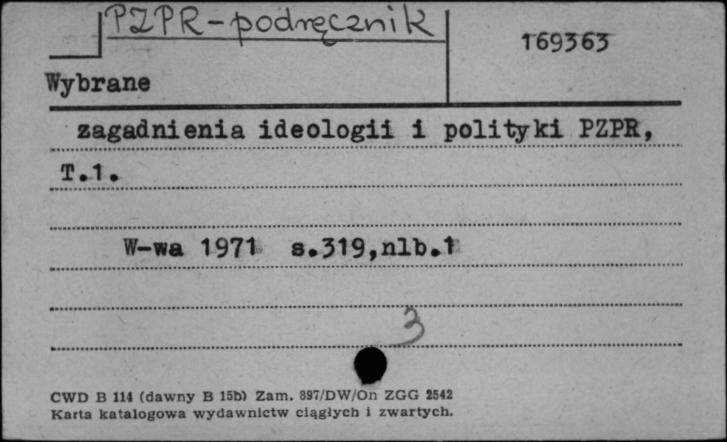 PZPR-podręcznik
169363
Wybrane
zagadnienia ideologii i polityki PZPR,
T.1.
W-wa 1971 s.319,nlb.1
3
CWD B 114 (dawny B 15b) Zam. 897/DW/On ZGG 2542
Karta katalogowa wydawnictw ciągłych i zwartych.